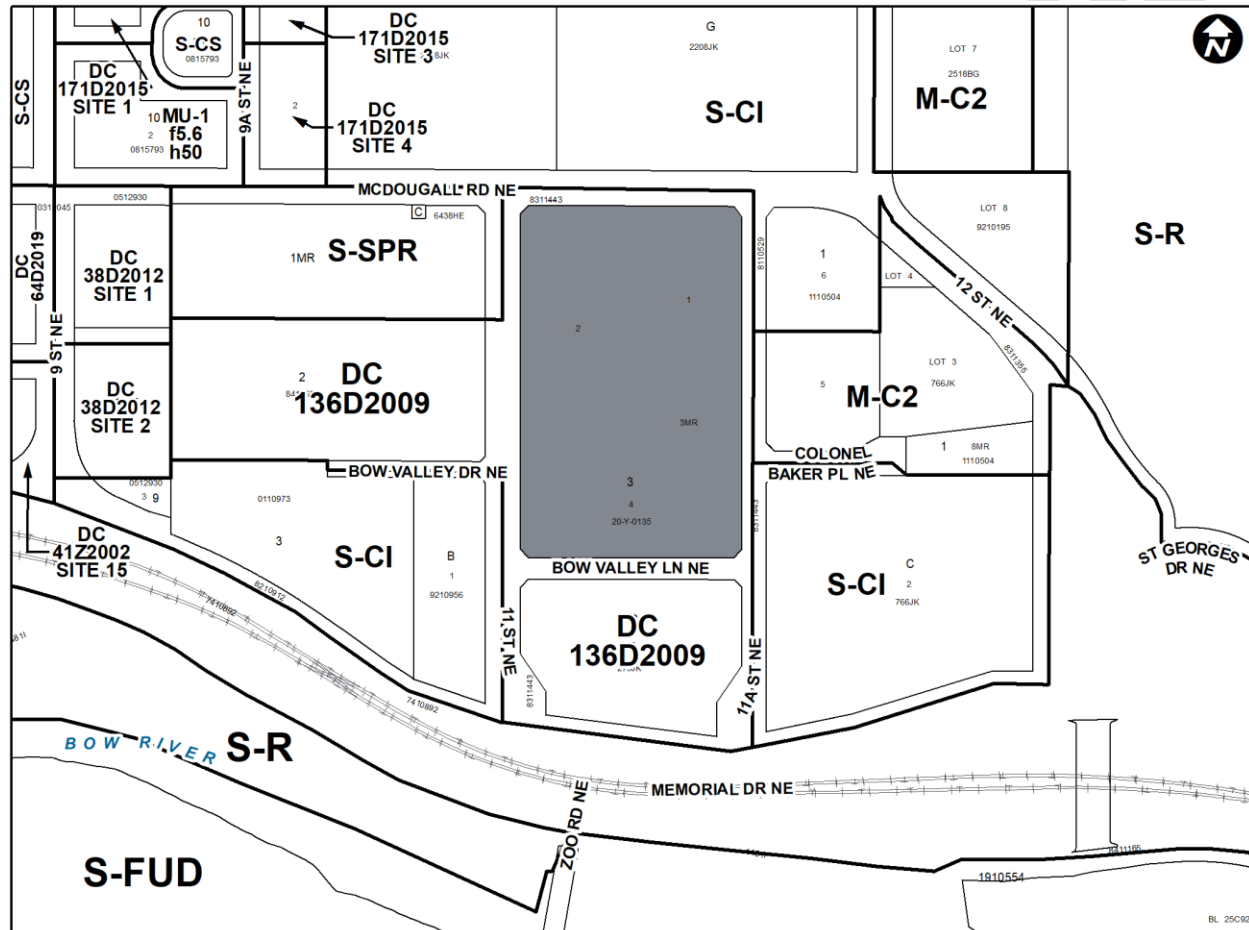 10
S-CS
0815793
DC
171D2015
SITE 3
G
2208JK
LOT 7
2518BG
M-C2
N
S-CS
DC
171D2015
SITE 1
10
MU-1
2
f5.6
0815793
h50
9A ST NE
2
DC
171D2015
SITE 4
S-CI
MCDOUGALL RD NE
0512930
8311443
DC
64D2019
9 ST NE
DC
38D2012
SITE 1
C
6438HE
1MR
S-SPR
8110529
1
6
1110504
LOT 4
LOT 8
9210195
12 ST NE
S-R
1
2
2
DC
136D2009
DC
38D2012
SITE 2
3MR
5
LOT 3
766JK
8311355
M-C2
1
8MR
1110504
COLONEL
BAKER PL NE
BOW VALLEY DR NE
0512930
3
9
0110973
3
S-CI
B
1
9210956
3
4
20-Y-0135
8311443
BOW VALLEY LN NE
C
2
766JK
S-CI
ST GEORGES
DR NE
DC
41Z2002
SITE 15
8210912
7410892
11 ST NE
8311443
DC
136D2009
11A ST NE
7410892
BOW RIVER
S-R
MEMORIAL DR NE
ZOO RD NE
S-FUD
8411165
1910554
BL 25C92